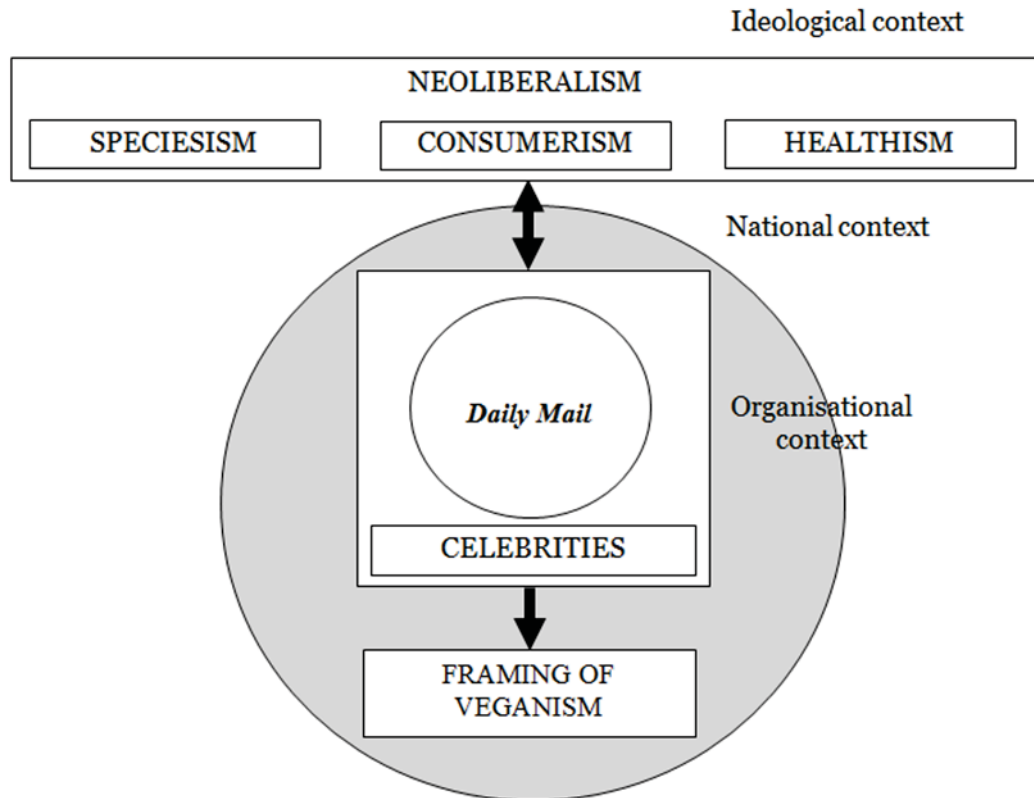 Ideological context
NEOLIBERALISM
SPECIESISM
CONSUMERISM
HEALTHISM
National context
Daily Mail
Organisational
context
CELEBRITIES
FRAMING OF
VEGANISM